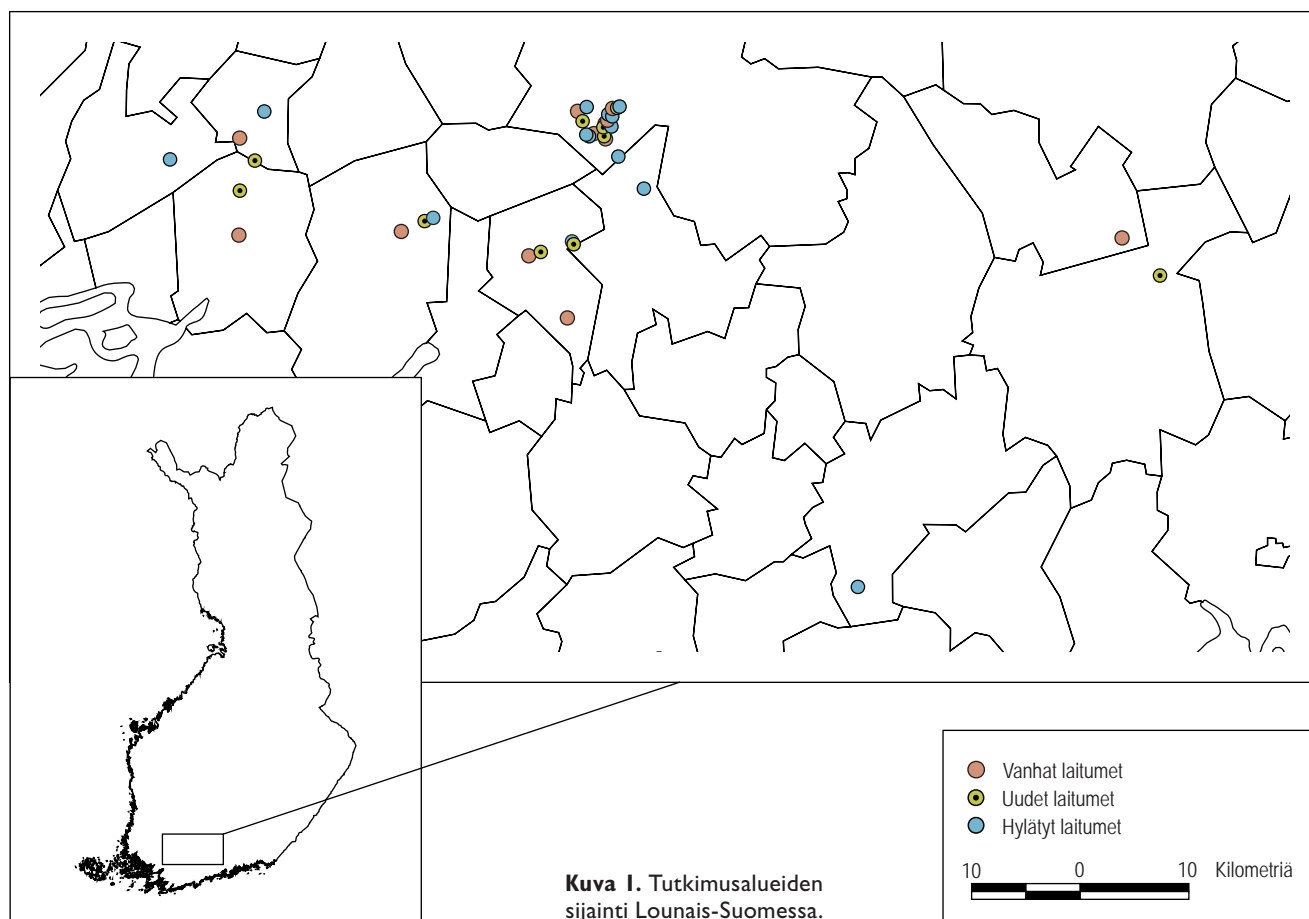 Vanhat laitumet
Uudet laitumet
Hylätyt laitumet
10 0 10 Kilometriä
Kuva 1. Tutkimusalueiden
sijainti Lounais-Suomessa.